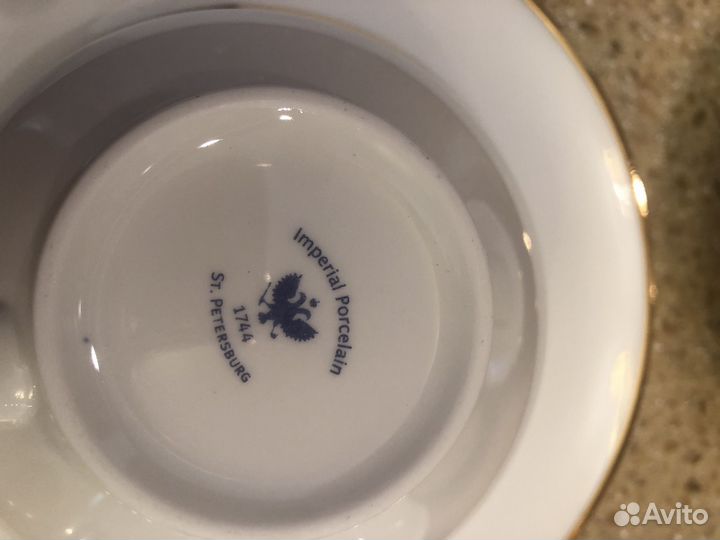 Imperial Porcelain
1744
St. Petersburg
Avito